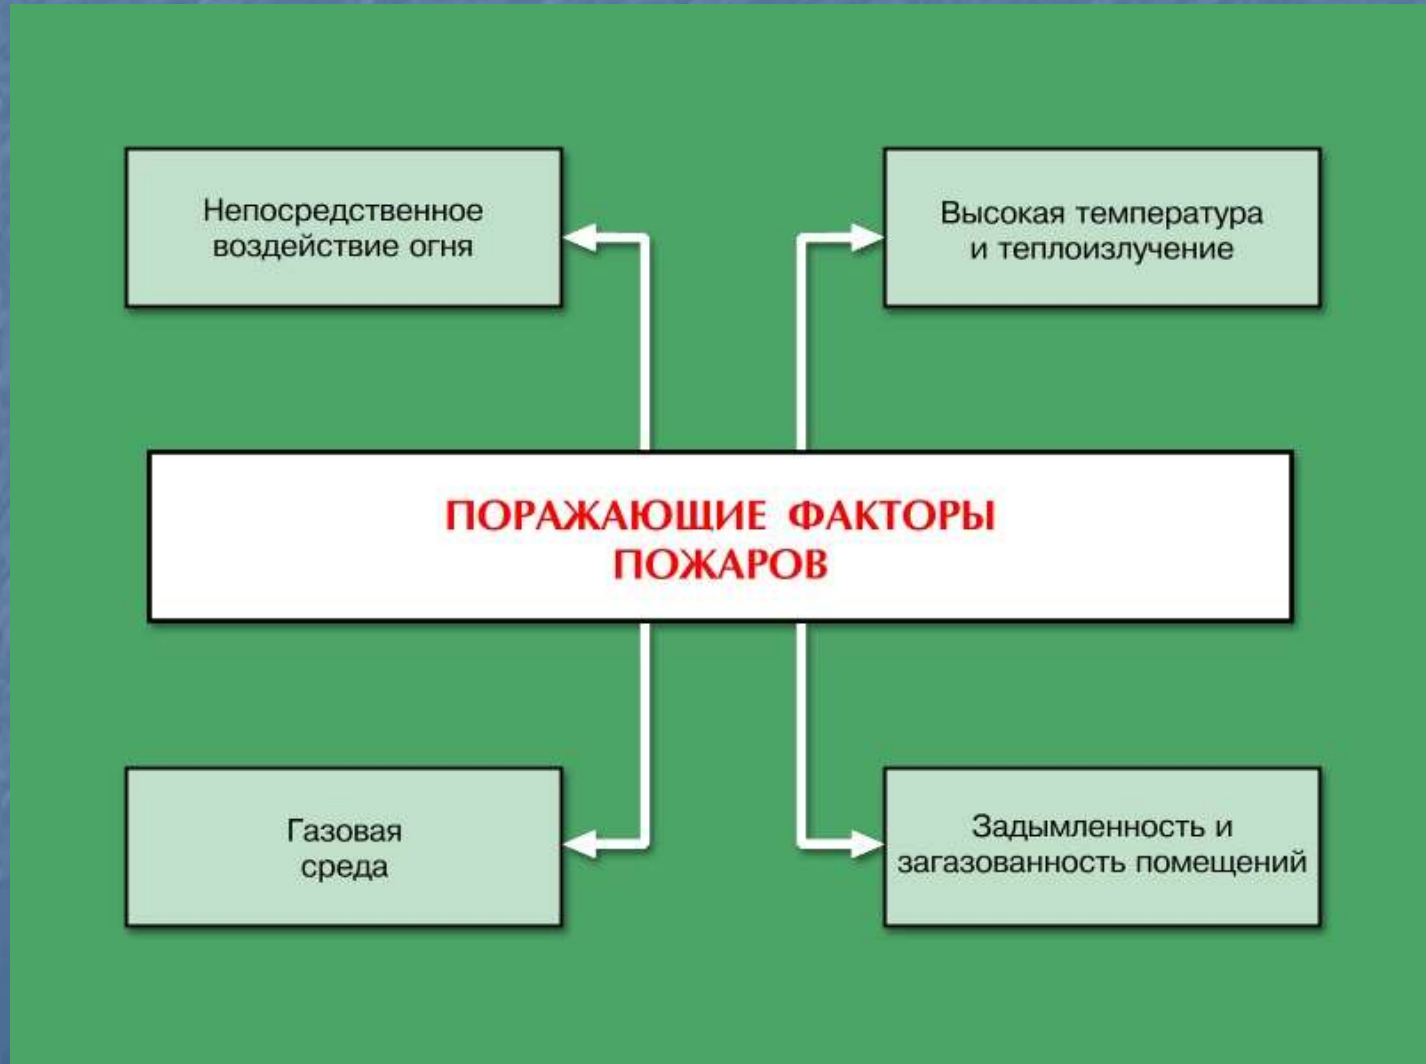 Непосредственное
воздействие огня
Высокая температура
и теплоизлучение
ПОРАЖАЮЩИЕ ФАКТОРЫ
ПОЖАРОВ
Газовая
среда
Задымленность и
загазованность помещений